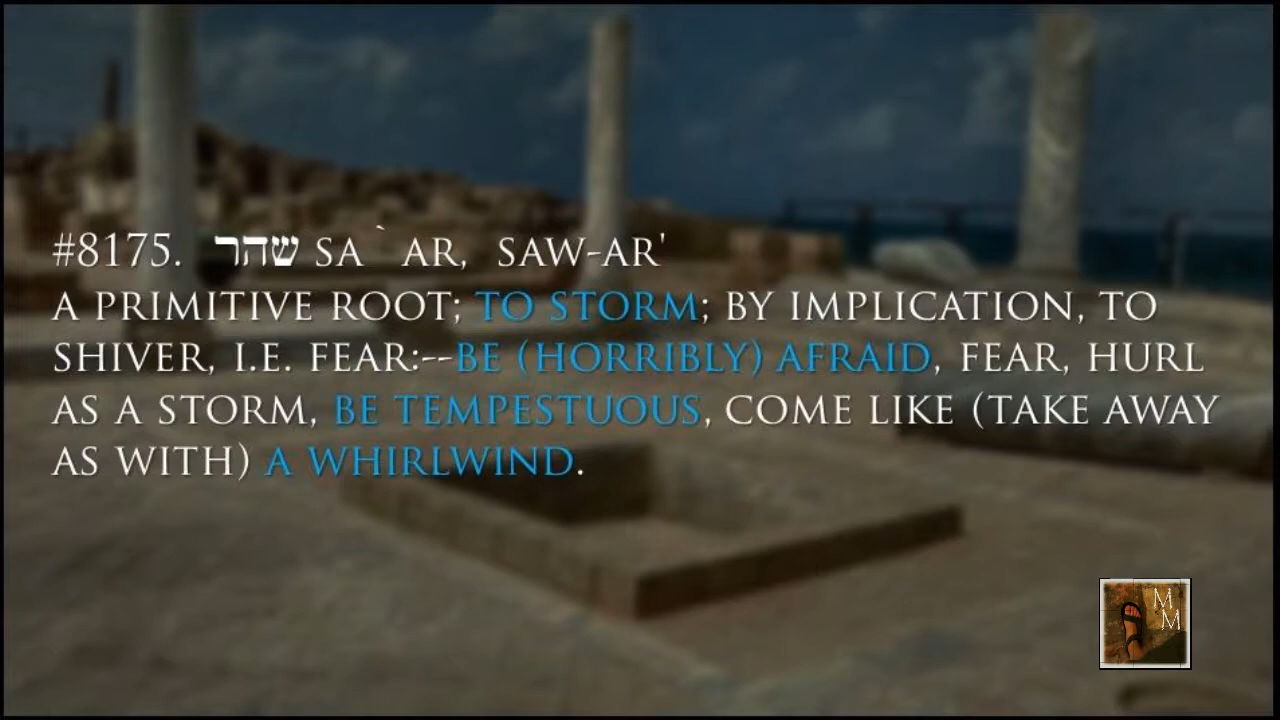 #8175. שהר SA`AR, SAW-AR'
A PRIMITIVE ROOT; TO STORM; BY IMPLICATION, TO
SHIVER, I.E. FEAR:--BE (HORRIBLY) AFRAID, FEAR, HURL
AS A STORM, BE TEMPESTUOUS, COME LIKE (TAKE AWAY
AS WITH) A WHIRLWIND.
M
M